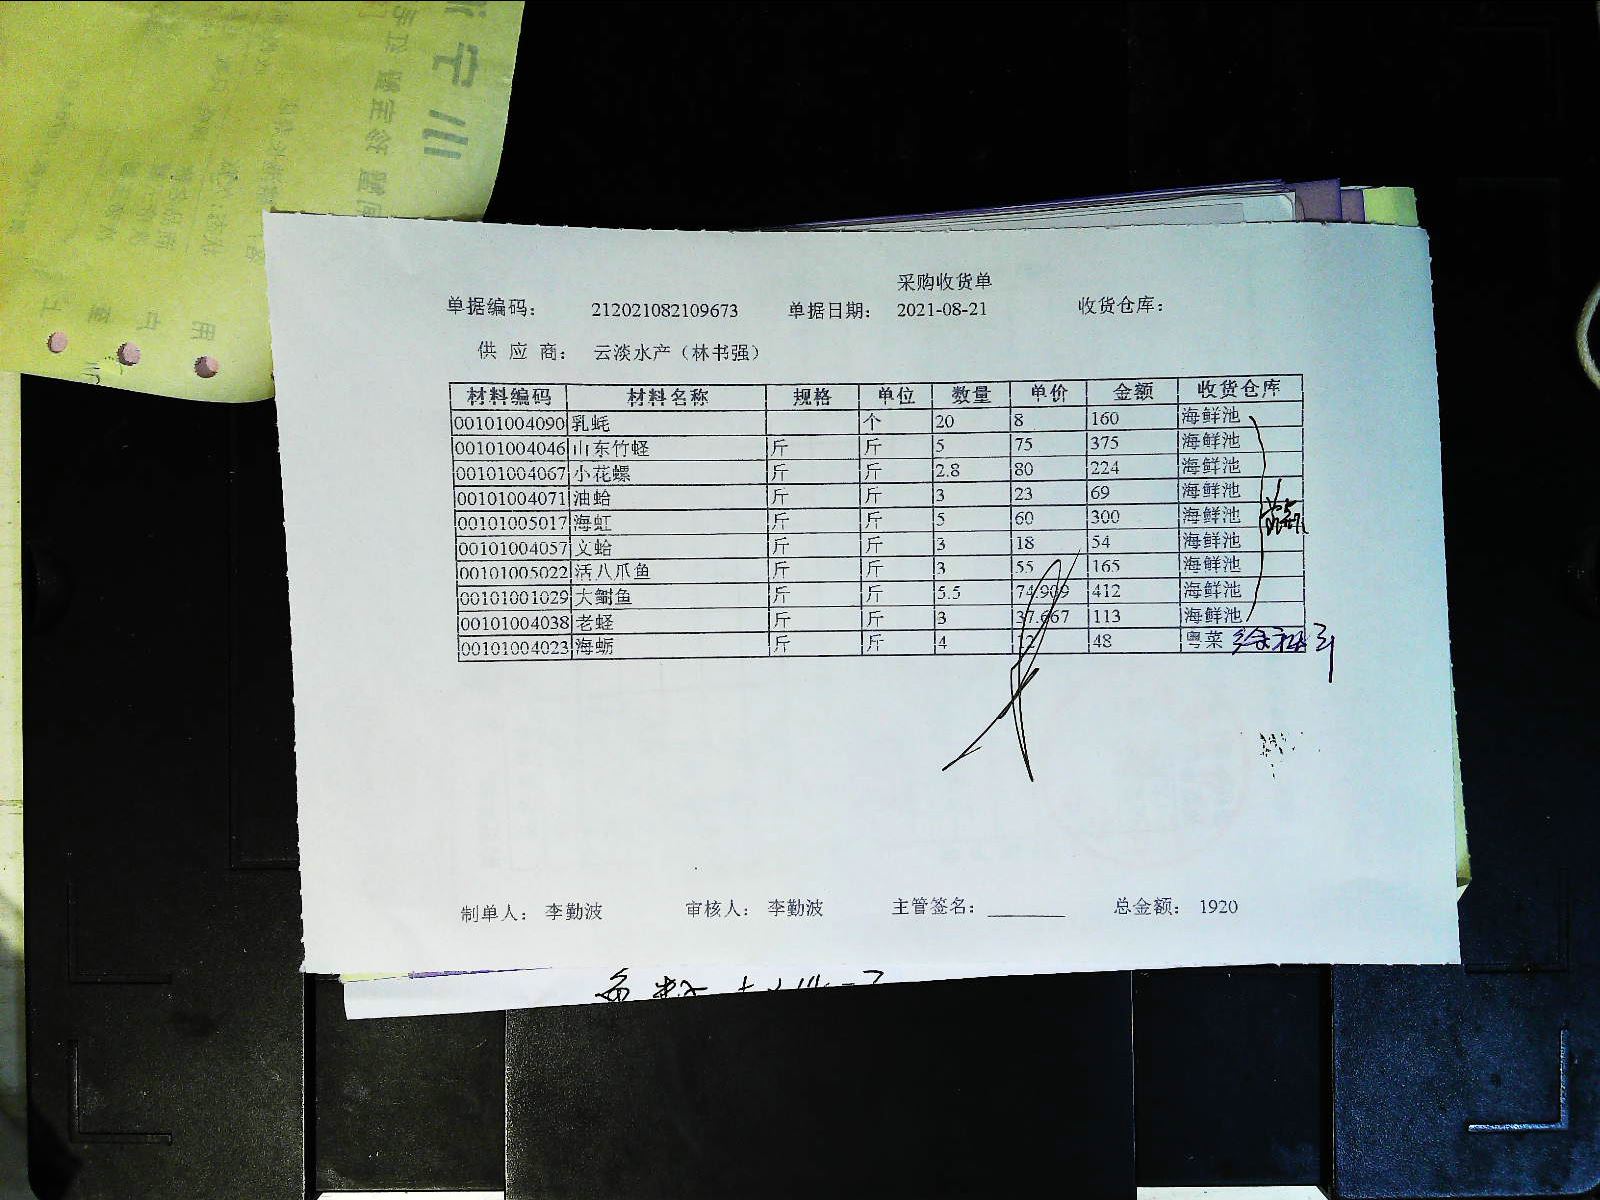 采购收货单
单据编码： 212021082109673 单据日期： 2021-08-21 收货仓库：
供 应 商： 云淡水产（林书强）
材料编码 材料名称 规格 单位 数量 单价 金额 收货仓库
00101004090 乳蚝 个 20 8 160 海鲜池
00101004046 山东竹蛏 斤 斤 5 75 375 海鲜池
00101004067 小花螺 斤 斤 2.8 80 224 海鲜池
00101004071 油蛤 斤 斤 3 23 69 海鲜池
00101005017 海虹 斤 斤 5 60 300 海鲜池
00101004057 文蛤 斤 斤 3 18 54 海鲜池
00101005022 活八爪鱼 斤 斤 3 55 165 海鲜池
00101001029 大鲥鱼 斤 斤 5.5 74.909 412 海鲜池
00101004038 老蛏 斤 斤 3 37.667 113 海鲜池
00101004023 海蛎 斤 斤 4 12 48 粤菜
制单人： 李勤波 审核人： 李勤波 主管签名： 总金额： 1920